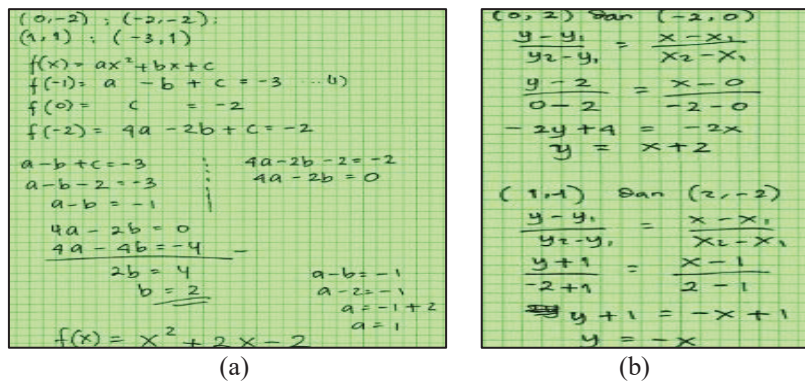 (0,-2) ; (-2,-2) ;
(1,1) ; (-3,1)
f(x) = ax² + bx + c
f(-1) = a - b + c = -3 ...(1)
f(0) = c = -2
f(-2) = 4a - 2b + c = -2
a - b + c = -3
a - b - 2 = -3
a - b = -1
4a - 2b - 2 = -2
4a - 2b = 0
4a - 2b = 0
4a - 4b = -4 -
2b = 4
b = 2
a - b = -1
a - 2 = -1
a = -1 + 2
a = 1
f(x) = x² + 2x - 2
(a)
(0, 2) dan (-2, 0)
y - y₁ / y₂ - y₁ = x - x₁ / x₂ - x₁
y - 2 / 0 - 2 = x - 0 / -2 - 0
- 2y + 4 = -2x
y = x + 2
(1,-1) dan (2, -2)
y - y₁ / y₂ - y₁ = x - x₁ / x₂ - x₁
y + 1 / -2 + 1 = x - 1 / 2 - 1
y + 1 = -x + 1
y = -x
(b)